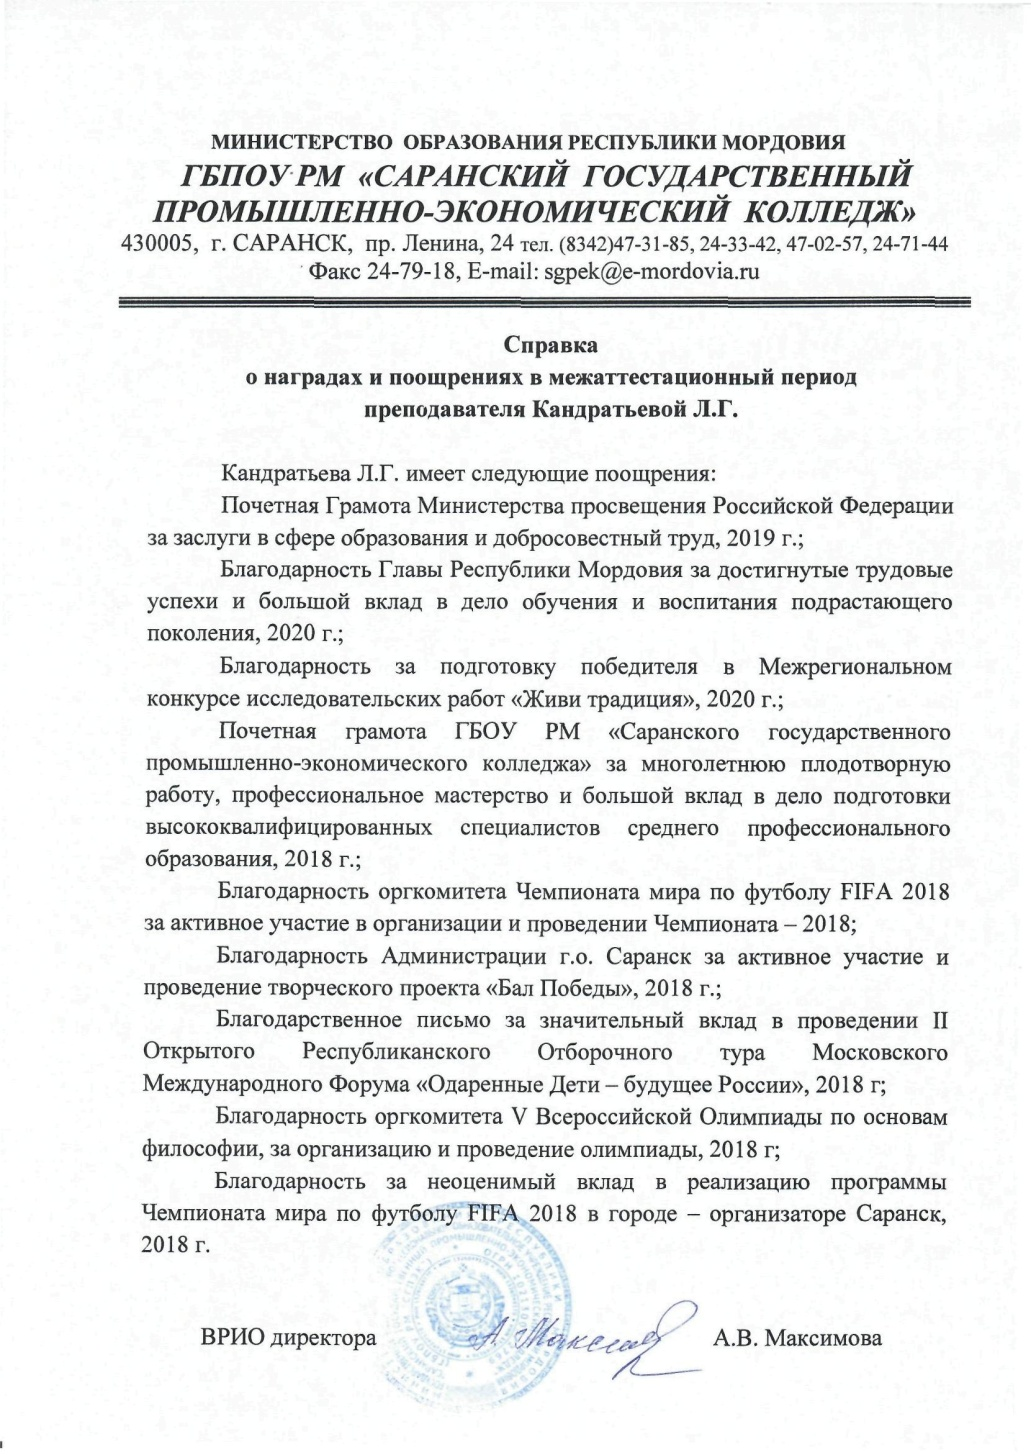 МИНИСТЕРСТВО ОБРАЗОВАНИЯ РЕСПУБЛИКИ МОРДОВИЯ
ГБПОУ РМ «САРАНСКИЙ ГОСУДАРСТВЕННЫЙ
ПРОМЫШЛЕННО-ЭКОНОМИЧЕСКИЙ КОЛЛЕДЖ»
430005, г. САРАНСК, пр. Ленина, 24 тел. (8342)47-31-85, 24-33-42, 47-02-57, 24-71-44
Факс 24-79-18, E-mail: sgpek@e-mordovia.ru
Справка
о наградах и поощрениях в межаттестационный период
преподавателя Кандратьевой Л.Г.
Кандратьева Л.Г. имеет следующие поощрения:
Почетная Грамота Министерства просвещения Российской Федерации
за заслуги в сфере образования и добросовестный труд, 2019 г.;
Благодарность Главы Республики Мордовия за достигнутые трудовые
успехи и большой вклад в дело обучения и воспитания подрастающего
поколения, 2020 г.;
Благодарность за подготовку победителя в Межрегиональном
конкурсе исследовательских работ «Живи традиция», 2020 г.;
Почетная грамота ГБОУ РМ «Саранского государственного
промышленно-экономического колледжа» за многолетнюю плодотворную
работу, профессиональное мастерство и большой вклад в дело подготовки
высококвалифицированных специалистов среднего профессионального
образования, 2018 г.;
Благодарность оргкомитета Чемпионата мира по футболу FIFA 2018
за активное участие в организации и проведении Чемпионата – 2018;
Благодарность Администрации г.о. Саранск за активное участие и
проведение творческого проекта «Бал Победы», 2018 г.;
Благодарственное письмо за значительный вклад в проведении II
Открытого Республиканского Отборочного тура Московского
Международного Форума «Одаренные Дети – будущее России», 2018 г;
Благодарность оргкомитета V Всероссийской Олимпиады по основам
философии, за организацию и проведение олимпиады, 2018 г;
Благодарность за неоценимый вклад в реализацию программы
Чемпионата мира по футболу FIFA 2018 в городе – организаторе Саранск,
2018 г.
ВРИО директора А.В. Максимова